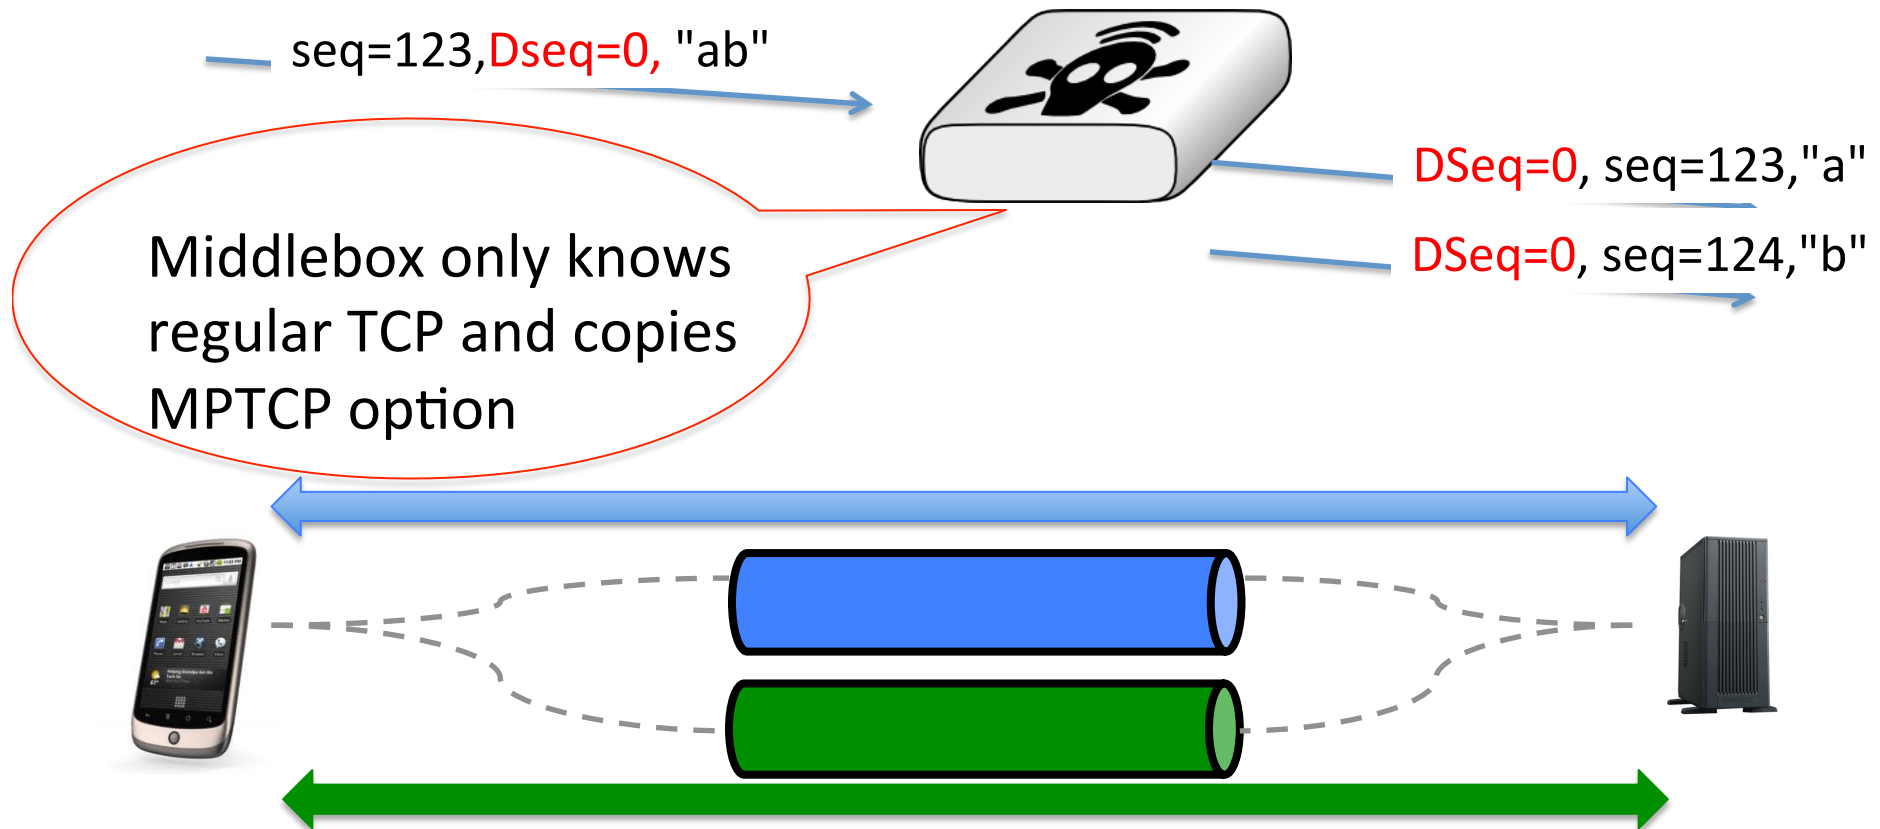 seq=123,Dseq=0, "ab"
DSeq=0, seq=123,"a"
DSeq=0, seq=124,"b"
Middlebox only knows
regular TCP and copies
MPTCP option